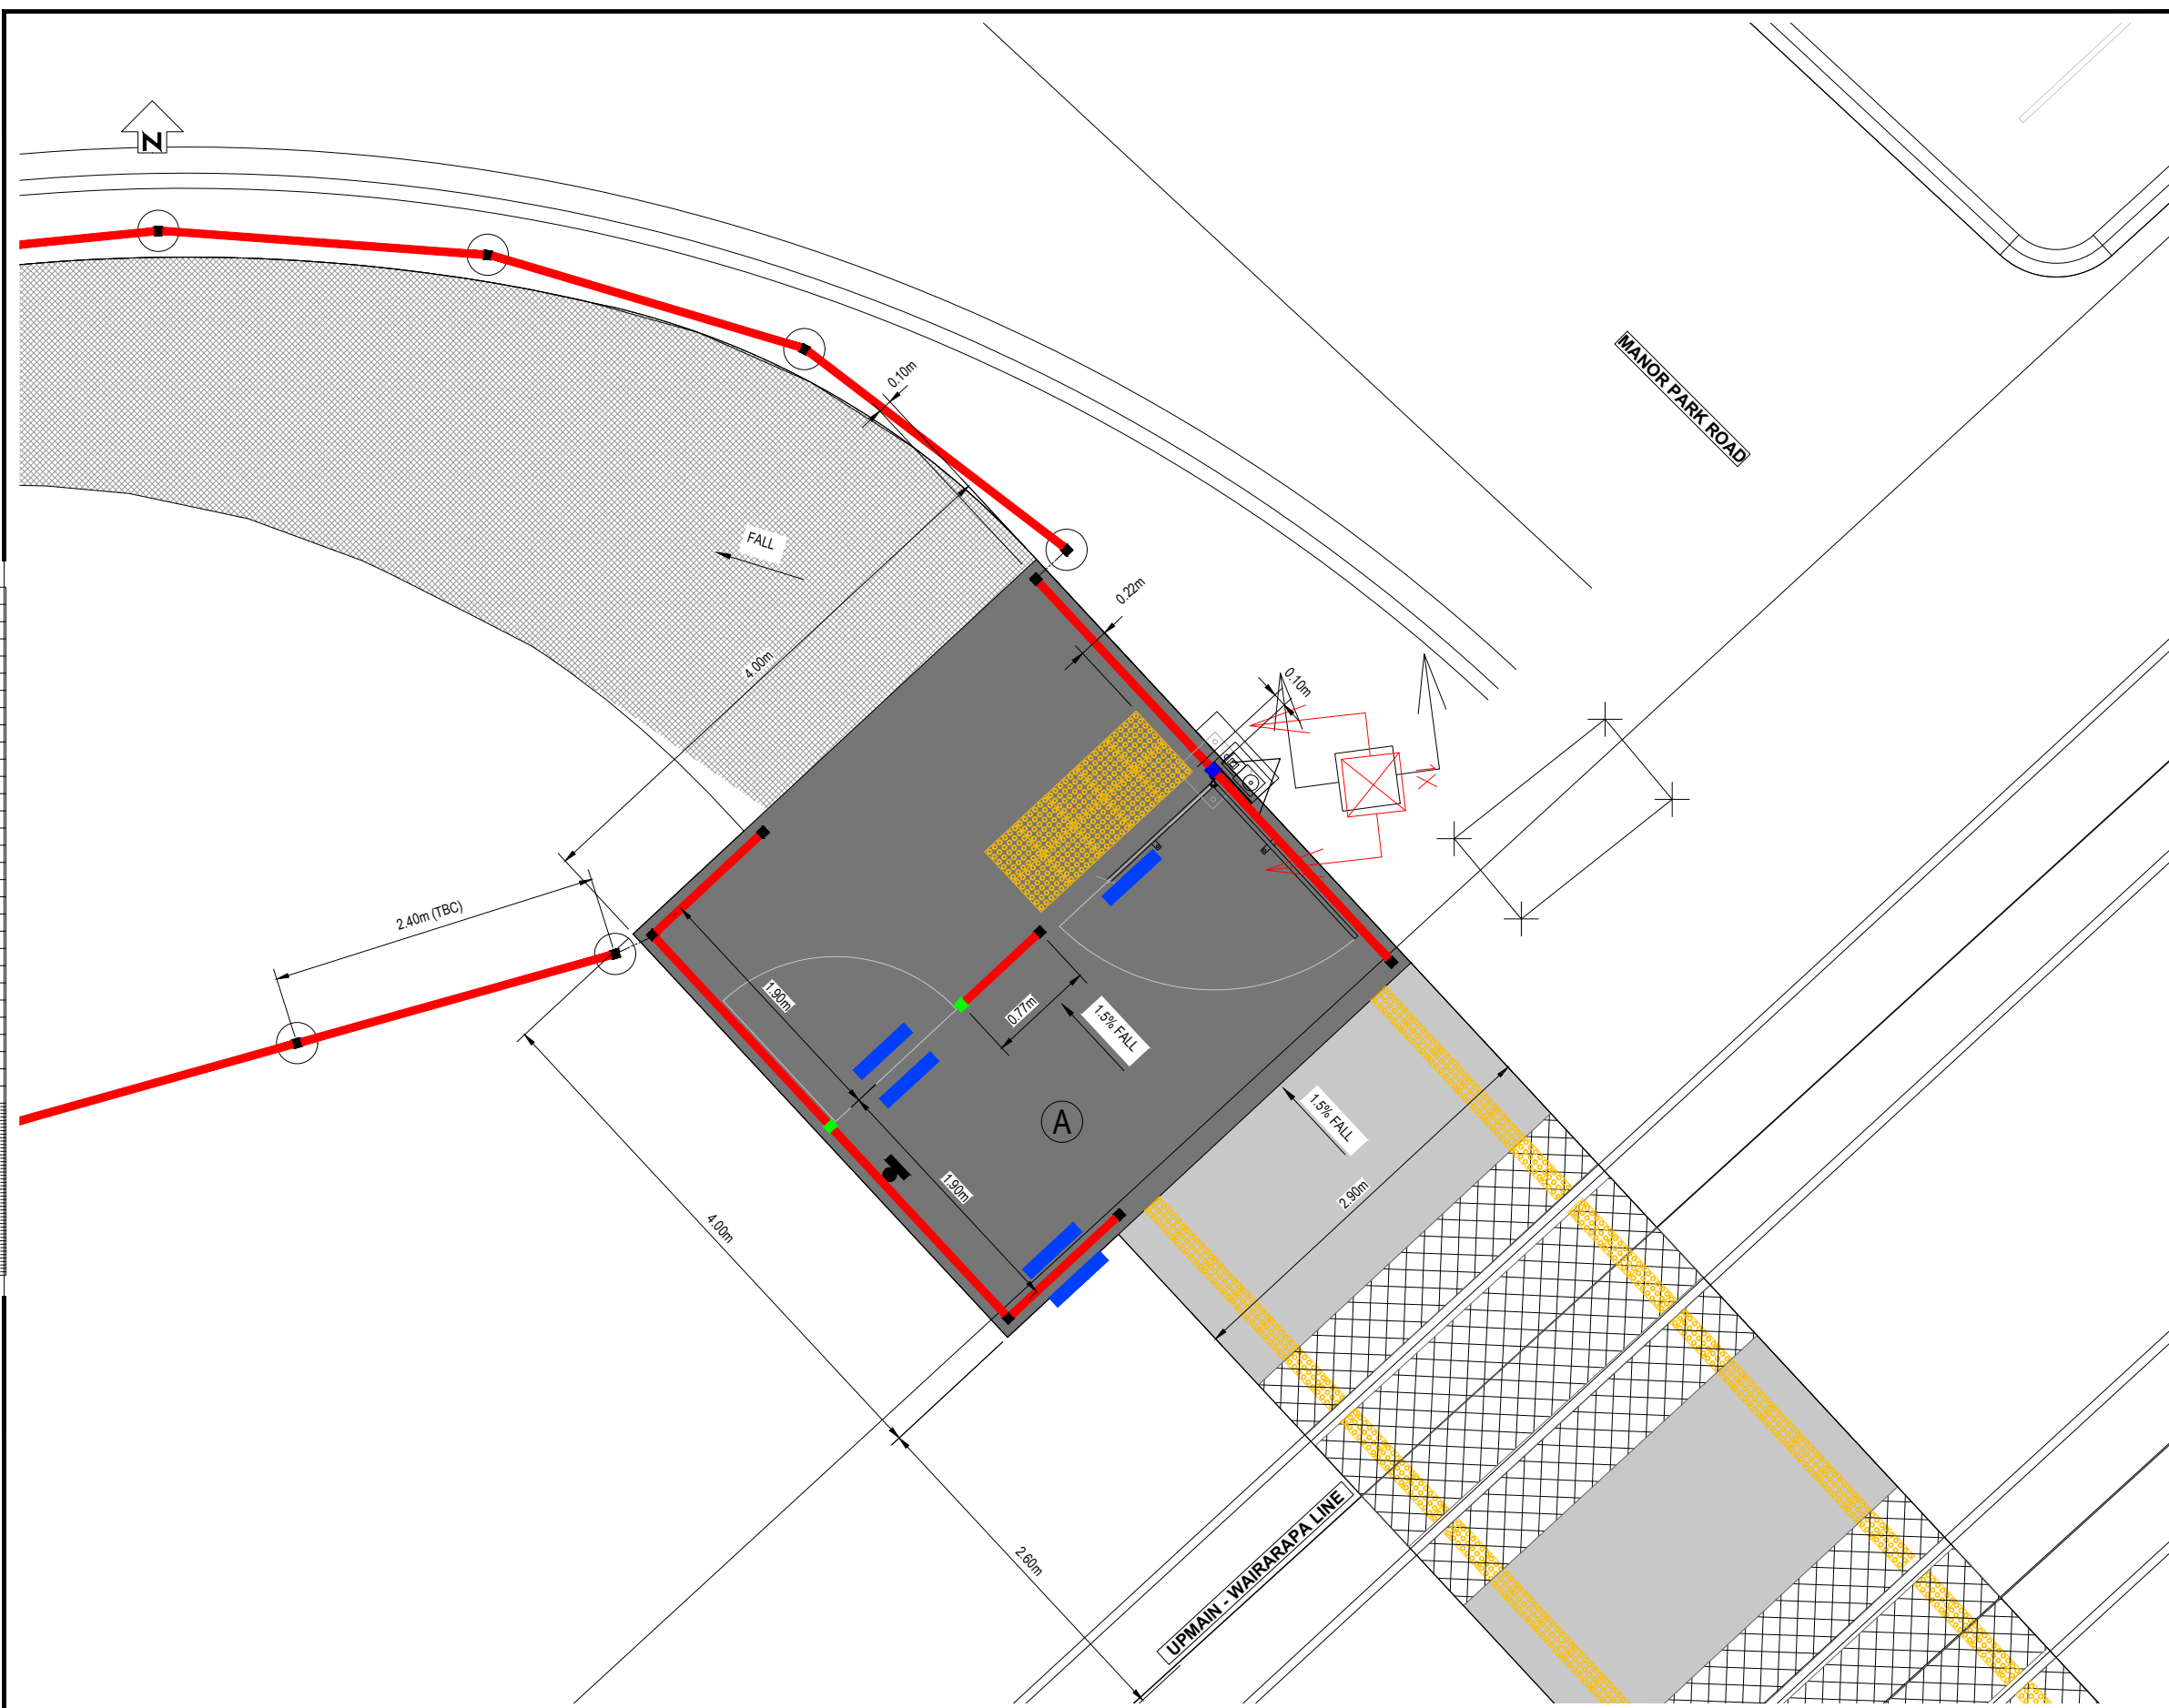 N
0.10m
MANOR PARK ROAD
FALL
0.22m
4.00m
0.10m
2.40m (TBC)
1.90m
0.77m
1.5% FALL
A
1.5% FALL
1.90m
2.90m
4.00m
UPMAIN - WAIRARAPA LINE
2.60m